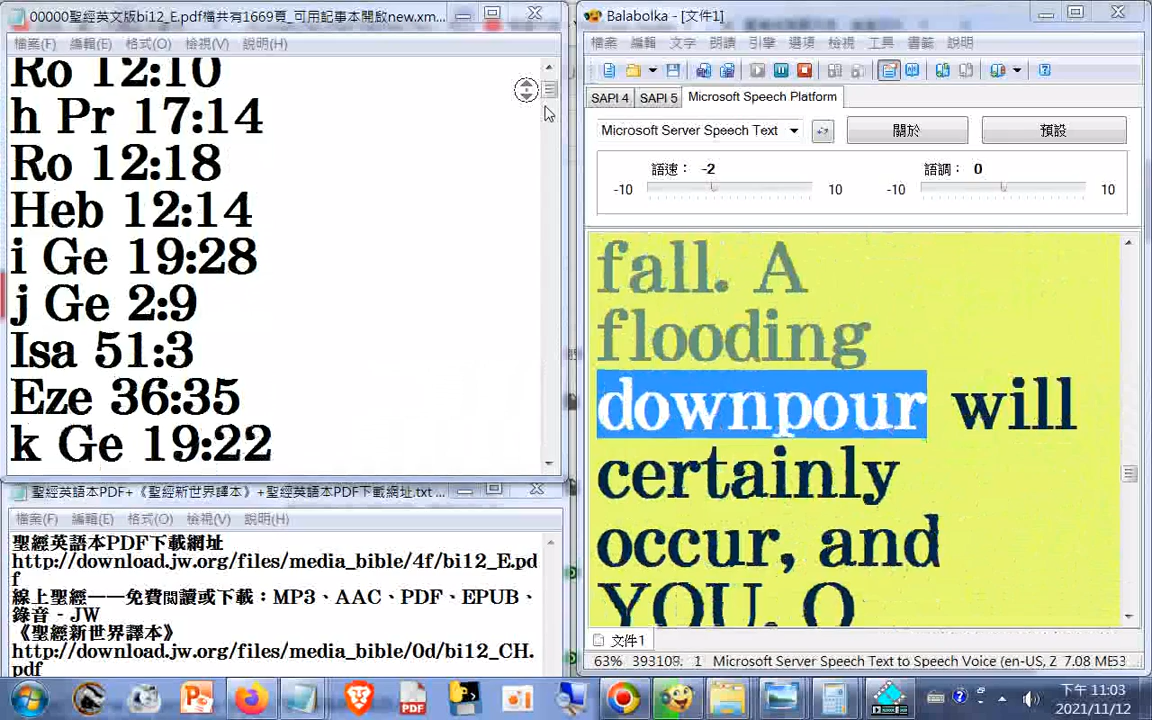 00000聖經英文版bi12_E.pdf檔共有1669頁_可用記事本開啟new.xm...
檔案(F) 編輯(E) 格式(O) 檢視(V) 說明(H)
Ro 12:10
h Pr 17:14
Ro 12:18
Heb 12:14
i Ge 19:28
j Ge 2:9
Isa 51:3
Eze 36:35
k Ge 19:22
聖經英語本PDF+《聖經新世界譯本》+聖經英語本PDF下載網址.txt ...
檔案(F) 編輯(E) 格式(O) 檢視(V) 說明(H)
聖經英語本PDF下載網址
http://download.jw.org/files/media_bible/4f/bi12_E.pd
f
線上聖經——免費閱讀或下載：MP3、AAC、PDF、EPUB、
錄音 - JW
《聖經新世界譯本》
http://download.jw.org/files/media_bible/0d/bi12_CH.
pdf
Balabolka - [文件1]
檔案 編輯 文字 朗讀 引擎 選項 檢視 工具 書籤 說明
SAPI 4 SAPI 5 Microsoft Speech Platform
Microsoft Server Speech Text 關於 預設
語速： -2 語調： 0
-10 10 -10 10
fall. A
flooding
downpour will
certainly
occur, and
YOU, O
文件1
63% 393109: 1 Microsoft Server Speech Text to Speech Voice (en-US, Z 7.08 ME53
下午 11:03
2021/11/12